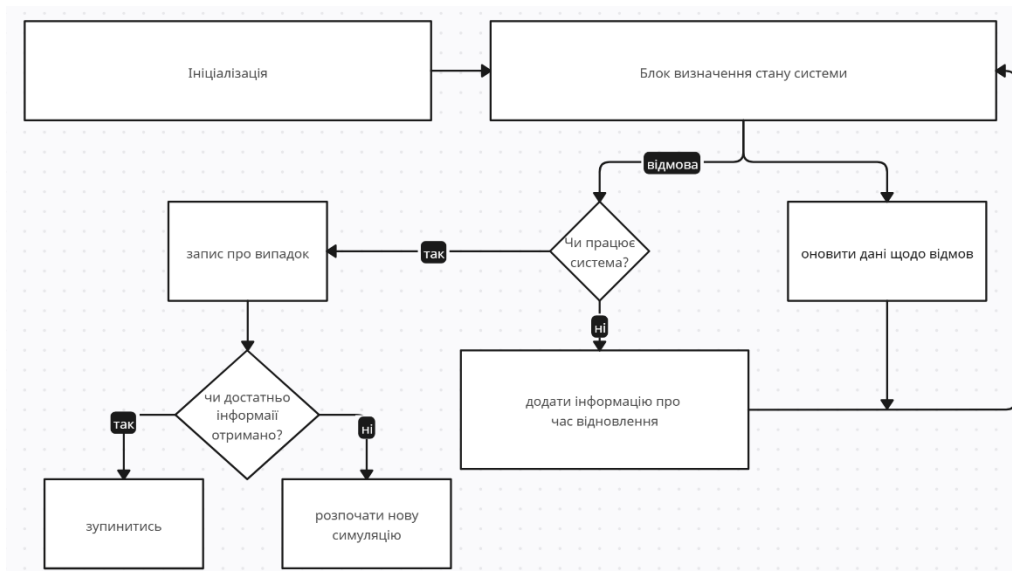 Ініціалізація
Блок визначення стану системи
відмова
запис про випадок
так
Чи працює
система?
оновити дані щодо відмов
ні
додати інформацію про
час відновлення
чи достатньо
інформаії
отримано?
так
ні
зупинитись
розпочати нову
симуляцію